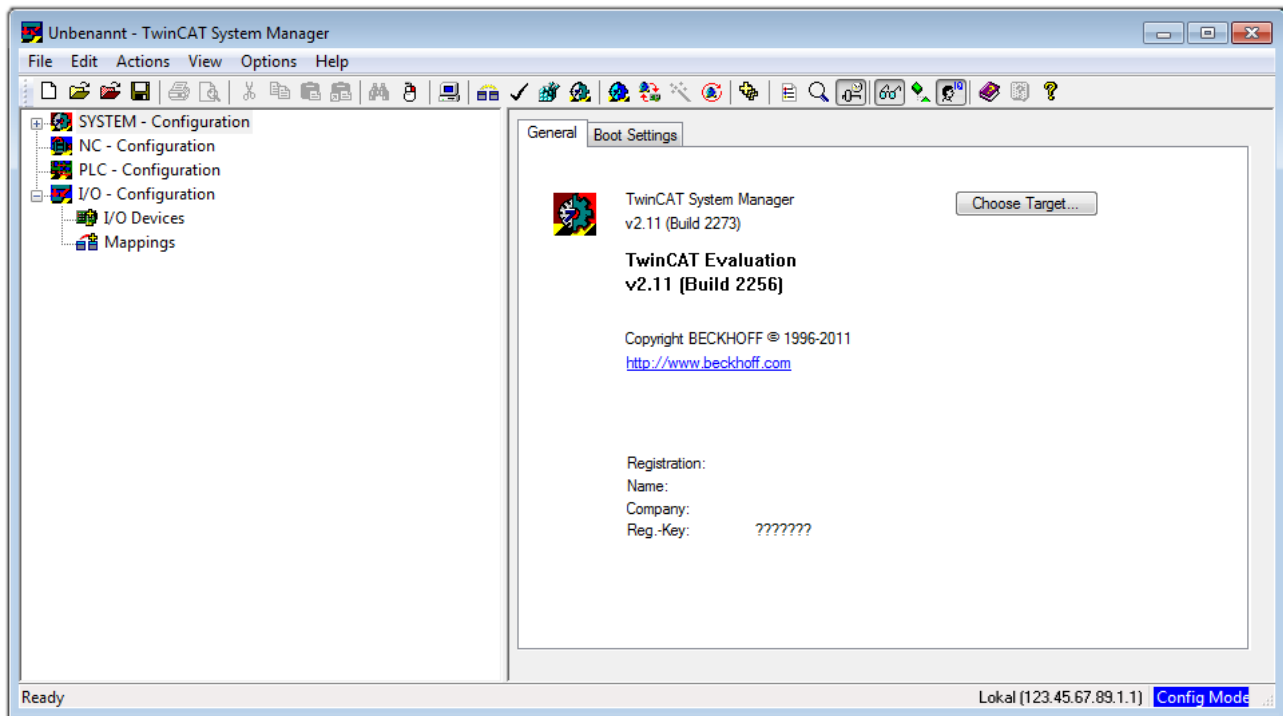 Unbenannt - TwinCAT System Manager
File Edit Actions View Options Help
SYSTEM - Configuration
NC - Configuration
PLC - Configuration
I/O - Configuration
I/O Devices
Mappings
General Boot Settings
TwinCAT System Manager
v2.11 (Build 2273)
Choose Target...
TwinCAT Evaluation
v2.11 (Build 2256)
Copyright BECKHOFF © 1996-2011
http://www.beckhoff.com
Registration:
Name:
Company:
Reg.-Key: ???????
Ready
Lokal (123.45.67.89.1.1) Config Mode